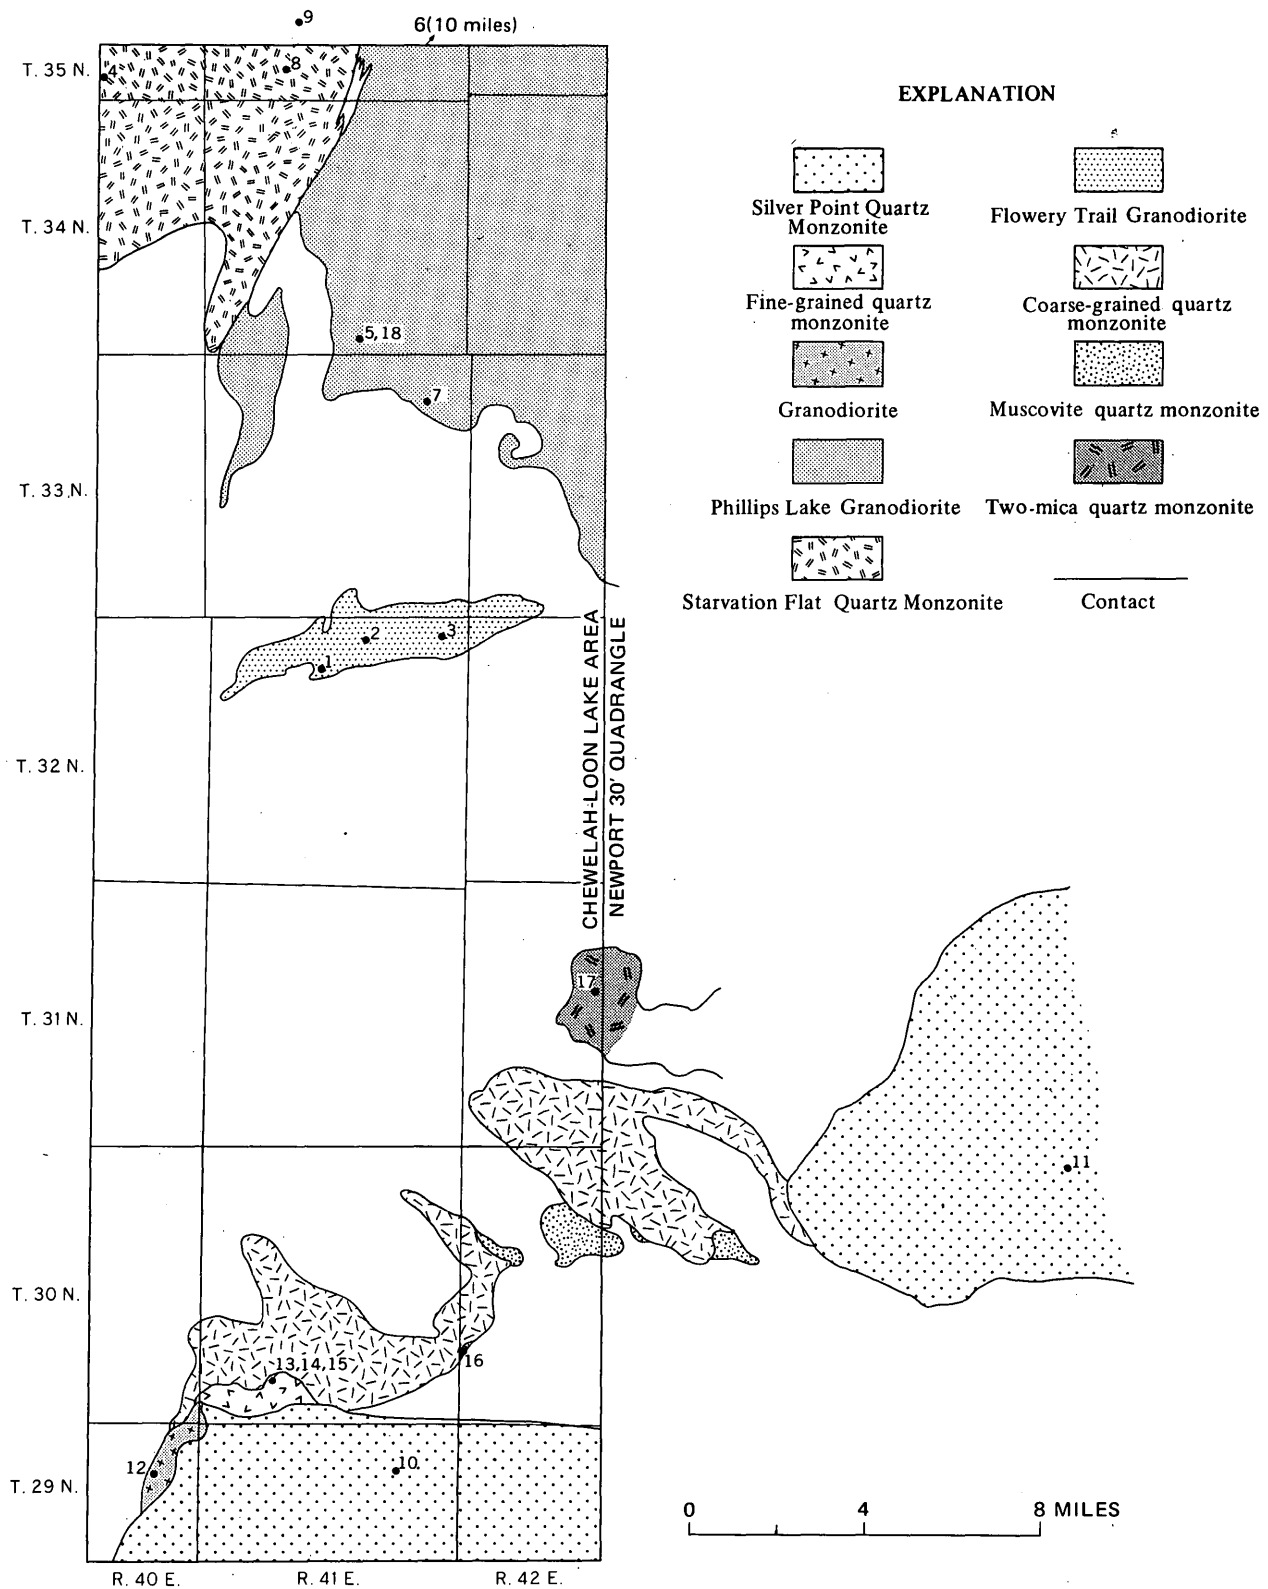 9
6(10 miles)
T. 35 N.
4
8
T. 34 N.
5, 18
7
T. 33 N.
2
3
1
T. 32 N.
CHEWELAH-LOON LAKE AREA
NEWPORT 30' QUADRANGLE
17
T. 31 N.
11
T. 30 N.
16
13,14,15
12
10
T. 29 N.
R. 40 E.
R. 41 E.
R. 42 E.
EXPLANATION
Silver Point Quartz
Monzonite
Flowery Trail Granodiorite
Fine-grained quartz
monzonite
Coarse-grained quartz
monzonite
Granodiorite
Muscovite quartz monzonite
Phillips Lake Granodiorite
Two-mica quartz monzonite
Starvation Flat Quartz Monzonite
Contact
0 4 8 MILES